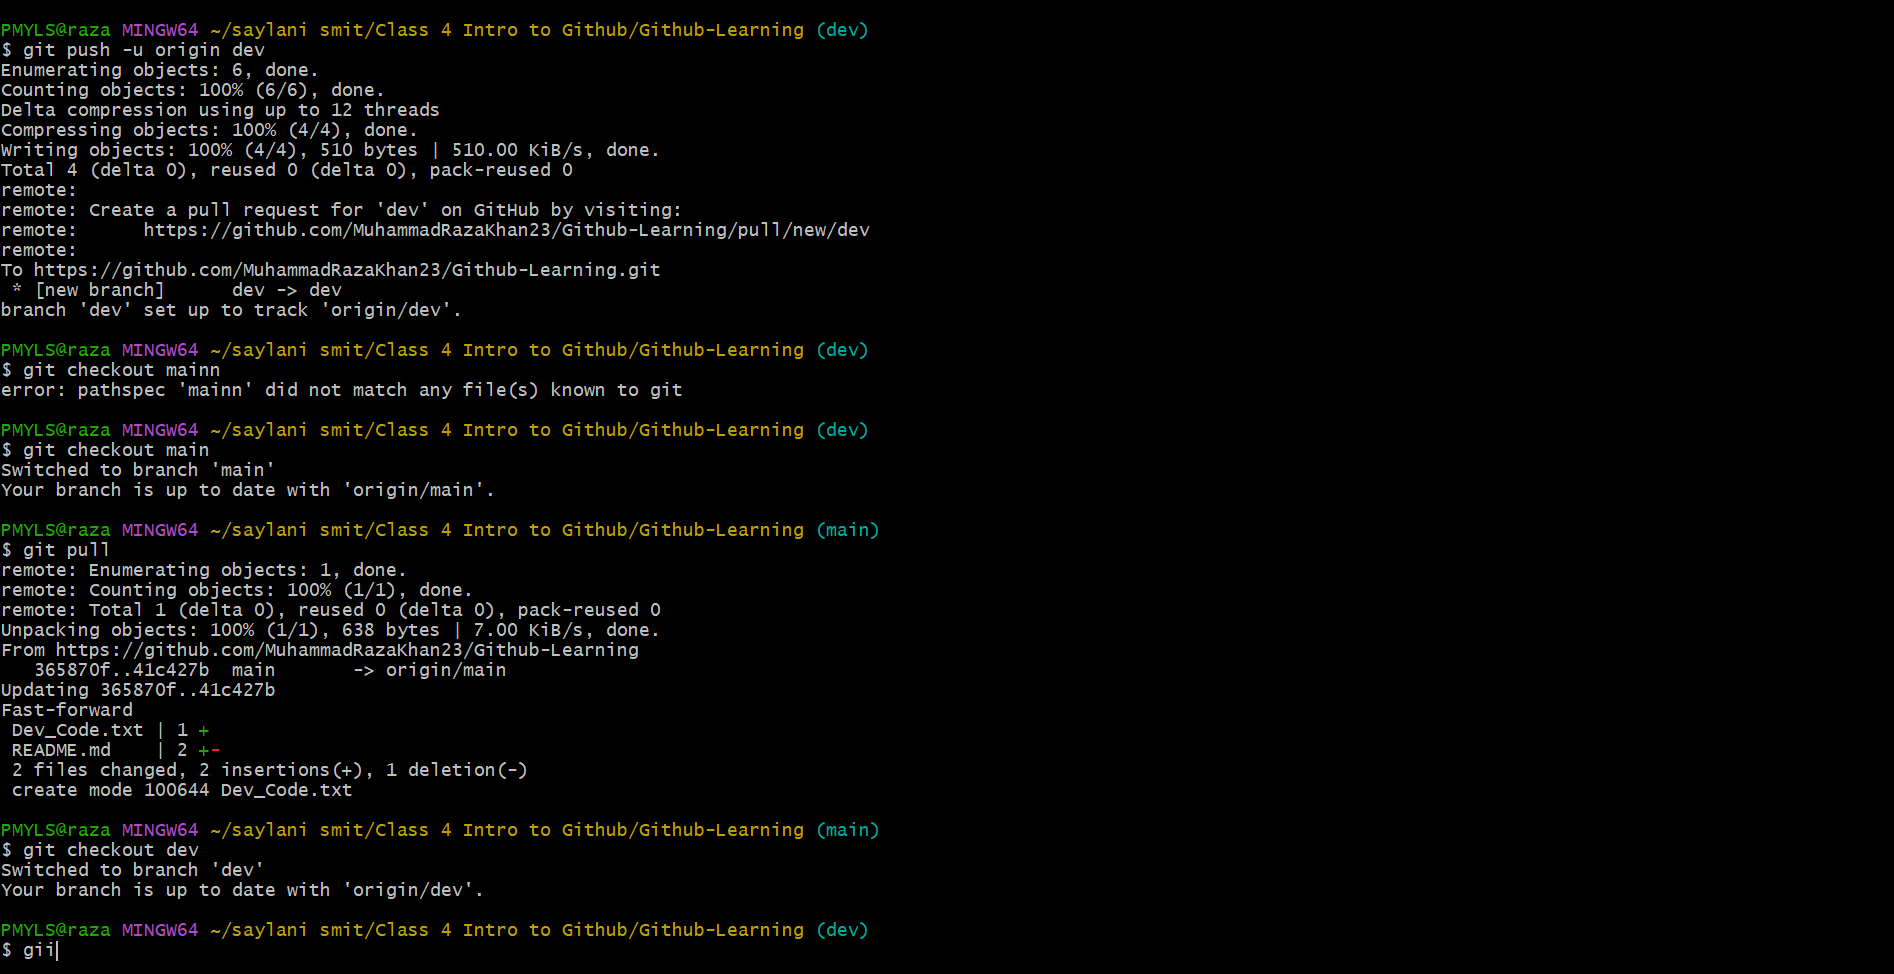 PMYLS@raza MINGW64 ~/saylani smit/Class 4 Intro to Github/Github-Learning (dev)
$ git push -u origin dev
Enumerating objects: 6, done.
Counting objects: 100% (6/6), done.
Delta compression using up to 12 threads
Compressing objects: 100% (4/4), done.
Writing objects: 100% (4/4), 510 bytes | 510.00 KiB/s, done.
Total 4 (delta 0), reused 0 (delta 0), pack-reused 0
remote:
remote: Create a pull request for 'dev' on GitHub by visiting:
remote:      https://github.com/MuhammadRazaKhan23/Github-Learning/pull/new/dev
remote:
To https://github.com/MuhammadRazaKhan23/Github-Learning.git
 * [new branch]      dev -> dev
branch 'dev' set up to track 'origin/dev'.
PMYLS@raza MINGW64 ~/saylani smit/Class 4 Intro to Github/Github-Learning (dev)
$ git checkout mainn
error: pathspec 'mainn' did not match any file(s) known to git
PMYLS@raza MINGW64 ~/saylani smit/Class 4 Intro to Github/Github-Learning (dev)
$ git checkout main
Switched to branch 'main'
Your branch is up to date with 'origin/main'.
PMYLS@raza MINGW64 ~/saylani smit/Class 4 Intro to Github/Github-Learning (main)
$ git pull
remote: Enumerating objects: 1, done.
remote: Counting objects: 100% (1/1), done.
remote: Total 1 (delta 0), reused 0 (delta 0), pack-reused 0
Unpacking objects: 100% (1/1), 638 bytes | 7.00 KiB/s, done.
From https://github.com/MuhammadRazaKhan23/Github-Learning
   365870f..41c427b  main       -> origin/main
Updating 365870f..41c427b
Fast-forward
 Dev_Code.txt | 1 +
 README.md    | 2 +-
 2 files changed, 2 insertions(+), 1 deletion(-)
 create mode 100644 Dev_Code.txt
PMYLS@raza MINGW64 ~/saylani smit/Class 4 Intro to Github/Github-Learning (main)
$ git checkout dev
Switched to branch 'dev'
Your branch is up to date with 'origin/dev'.
PMYLS@raza MINGW64 ~/saylani smit/Class 4 Intro to Github/Github-Learning (dev)
$ gii